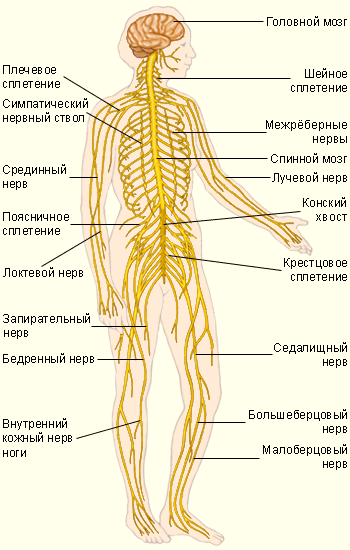 Головной мозг
Плечевое
сплетение
Шейное
сплетение
Симпатический
нервный ствол
Межрёберные
нервы
Спинной мозг
Срединный
нерв
Лучевой нерв
Поясничное
сплетение
Конский
хвост
Локтевой нерв
Крестцовое
сплетение
Запирательный
нерв
Бедренный нерв
Седалищный
нерв
Внутренний
кожный нерв
ноги
Большеберцовый
нерв
Малоберцовый
нерв